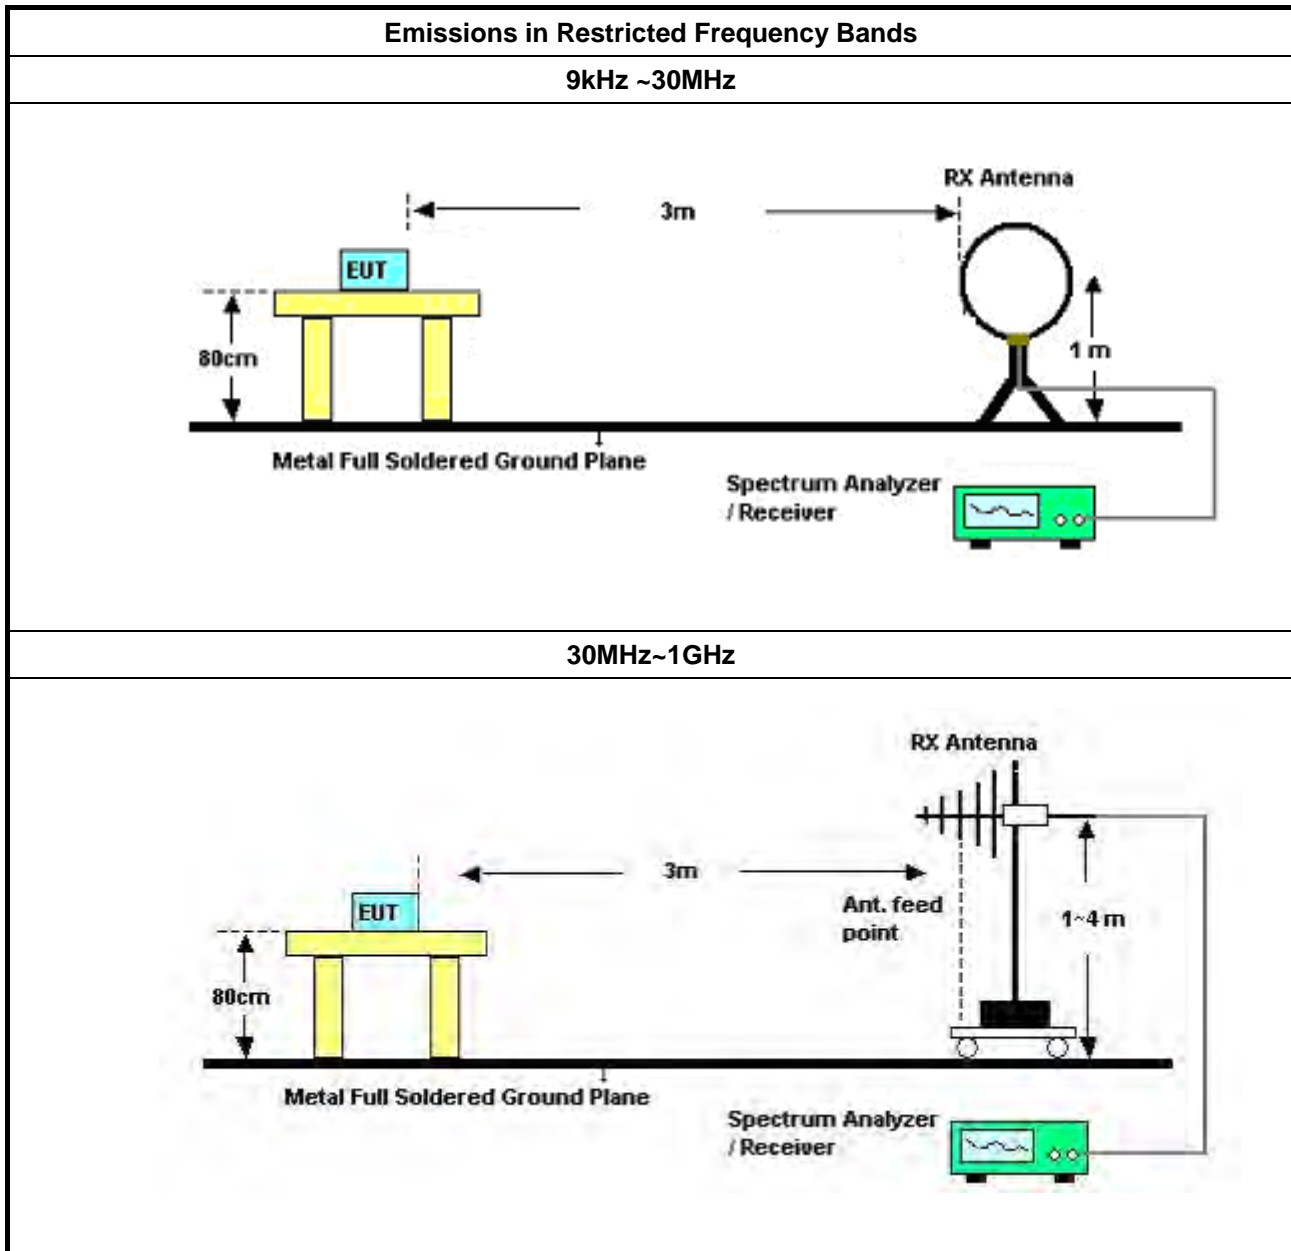 Emissions in Restricted Frequency Bands
9kHz ~30MHz
RX Antenna
3m
EUT
80cm
1 m
Metal Full Soldered Ground Plane
Spectrum Analyzer
/ Receiver
30MHz~1GHz
RX Antenna
3m
EUT
Ant. feed
point
1~4 m
80cm
Metal Full Soldered Ground Plane
Spectrum Analyzer
/ Receiver